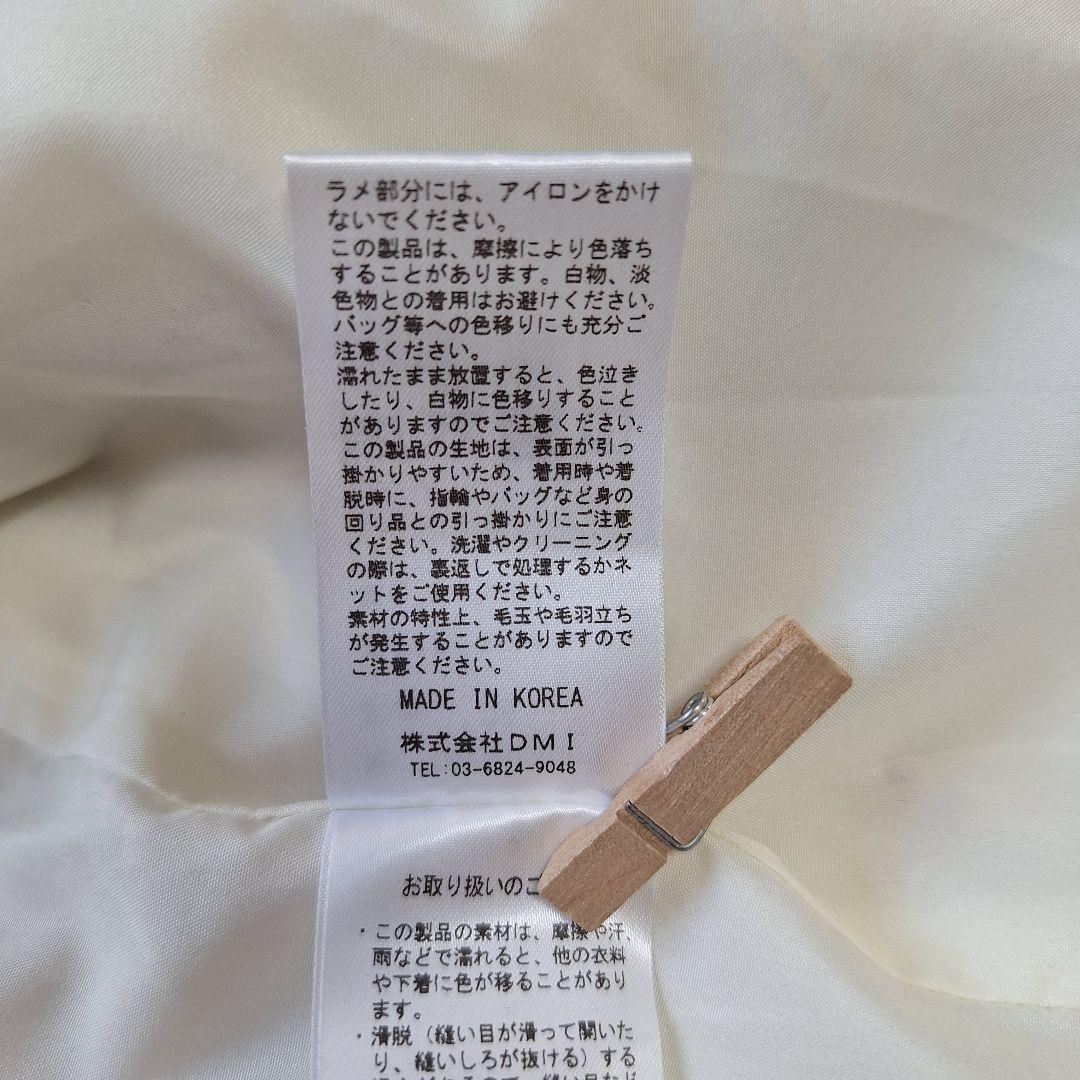 ラメ部分には、アイロンをかけ
ないでください。
この製品は、摩擦により色落ち
することがあります。白物、淡
色物との着用はお避けください。
バッグ等への色移りにも充分ご
注意ください。
濡れたまま放置すると、色泣き
したり、白物に色移りすること
がありますのでご注意ください。
この製品の生地は、表面が引っ
掛かりやすいため、着用時や着
脱時に、指輪やバッグなど身の
回り品との引っ掛かりにご注意
ください。洗濯やクリーニング
の際は、裏返しで処理するかネ
ットをご使用ください。
素材の特性上、毛玉や毛羽立ち
が発生することがありますので
ご注意ください。
MADE IN KOREA
株式会社DMI
TEL:03-6824-9048
お取り扱いのご
・この製品の素材は、摩擦や汗、
雨などで濡れると、他の衣料
や下着に色が移ることがあり
ます。
・滑脱（縫い目が滑って開いた
り、縫いしろが抜ける）する